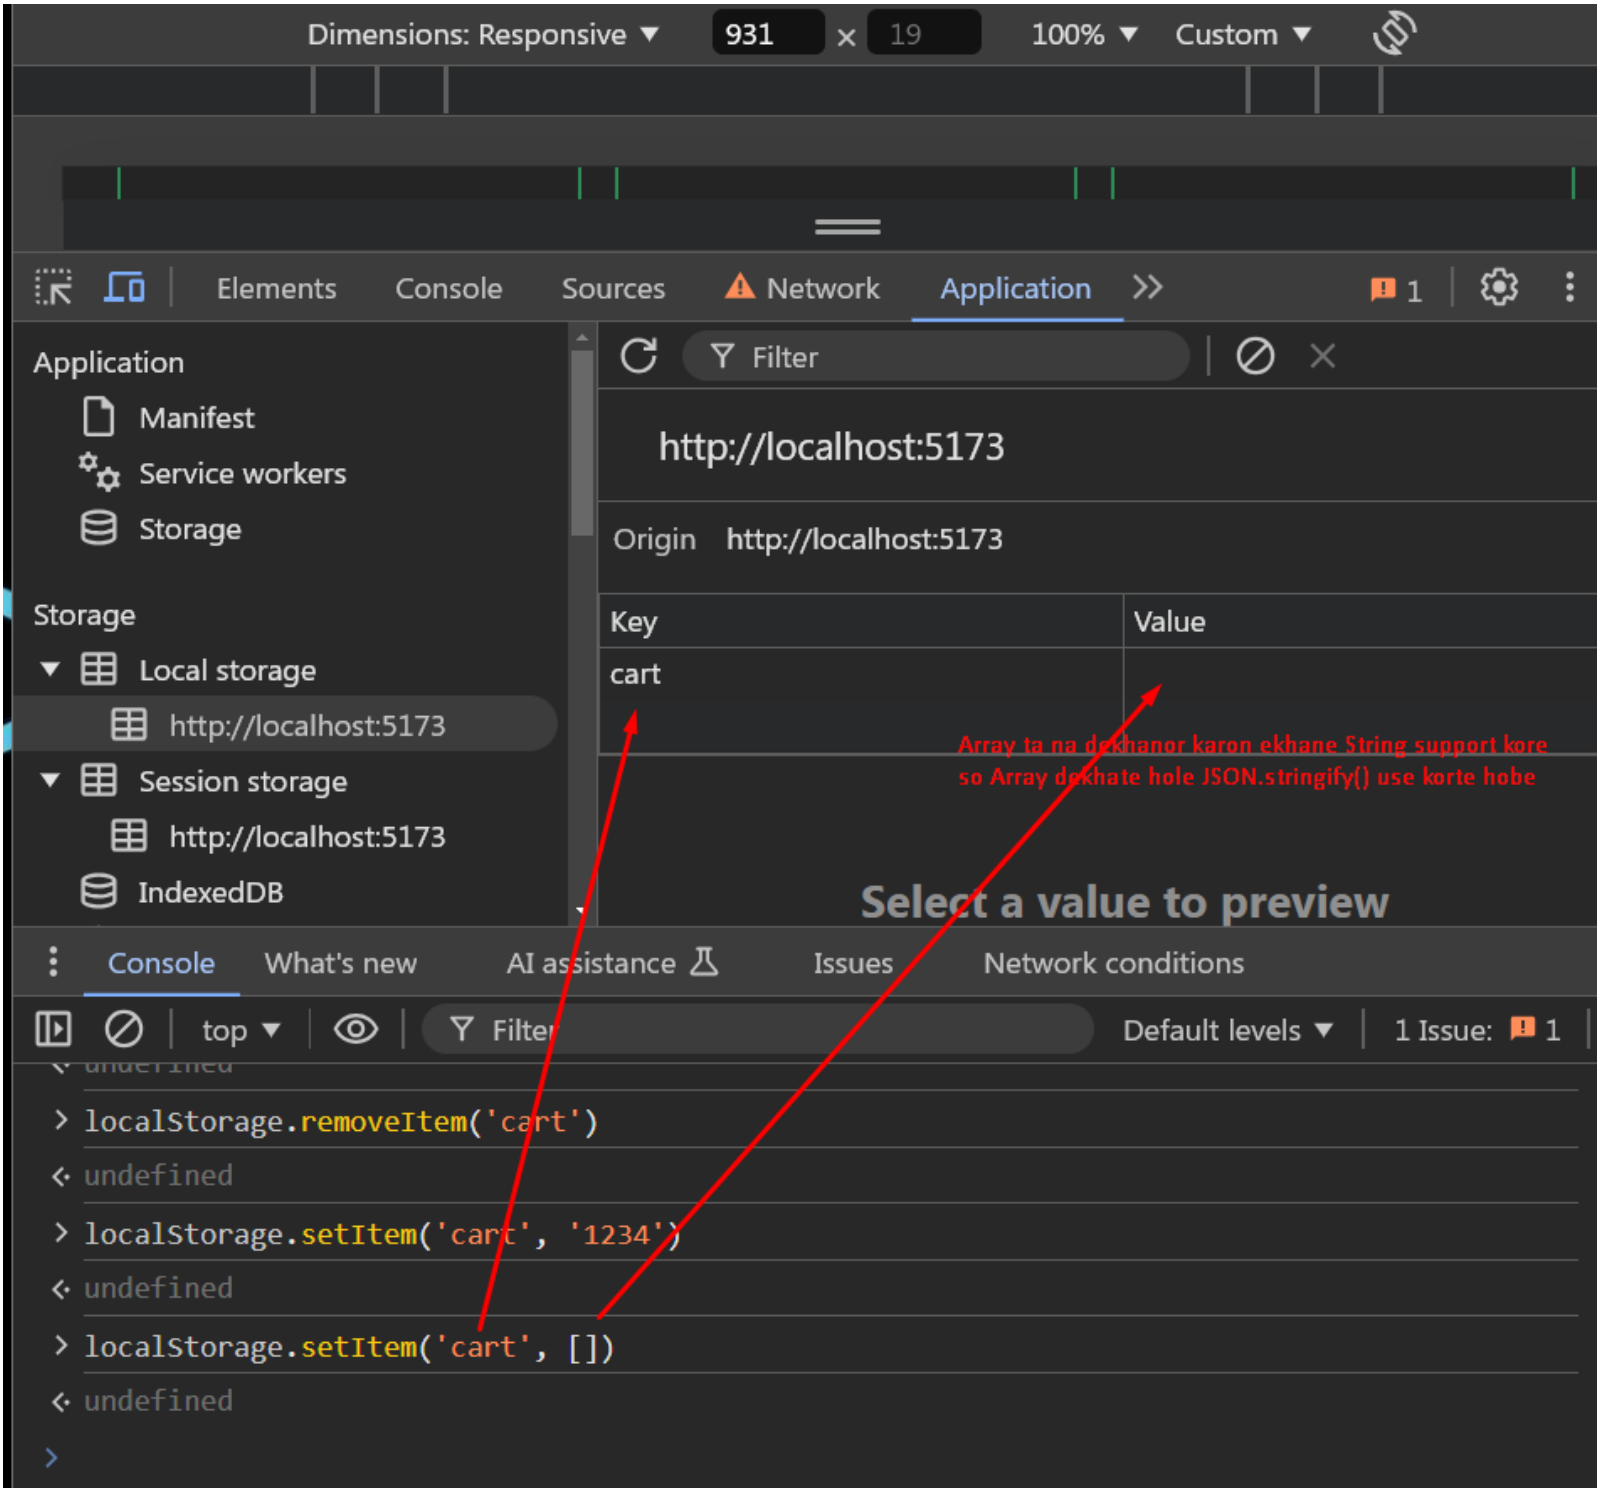 Dimensions: Responsive 931 × 19 100% Custom
Elements Console Sources Network Application 1
Application
Manifest
Service workers
Storage
Storage
Local storage
http://localhost:5173
Session storage
http://localhost:5173
IndexedDB
Filter
http://localhost:5173
Origin http://localhost:5173
Key Value
cart
Array ta na dekhanor karon ekhane String support kore
so Array dekhate hole JSON.stringify() use korte hobe
Select a value to preview
Console What's new AI assistance Issues Network conditions
top Filter Default levels 1 Issue: 1
undefined
localStorage.removeItem('cart')
undefined
localStorage.setItem('cart', '1234')
undefined
localStorage.setItem('cart', [])
undefined